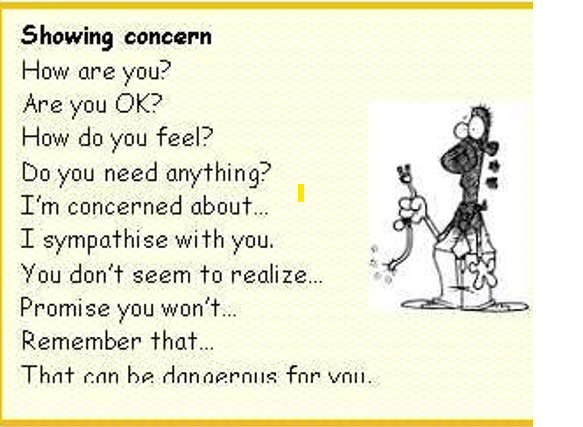 Showing concern
How are you?
Are you OK?
How do you feel?
Do you need anything?
I'm concerned about...
I sympathise with you.
You don't seem to realize...
Promise you won't...
Remember that...
That can be dangerous for you.